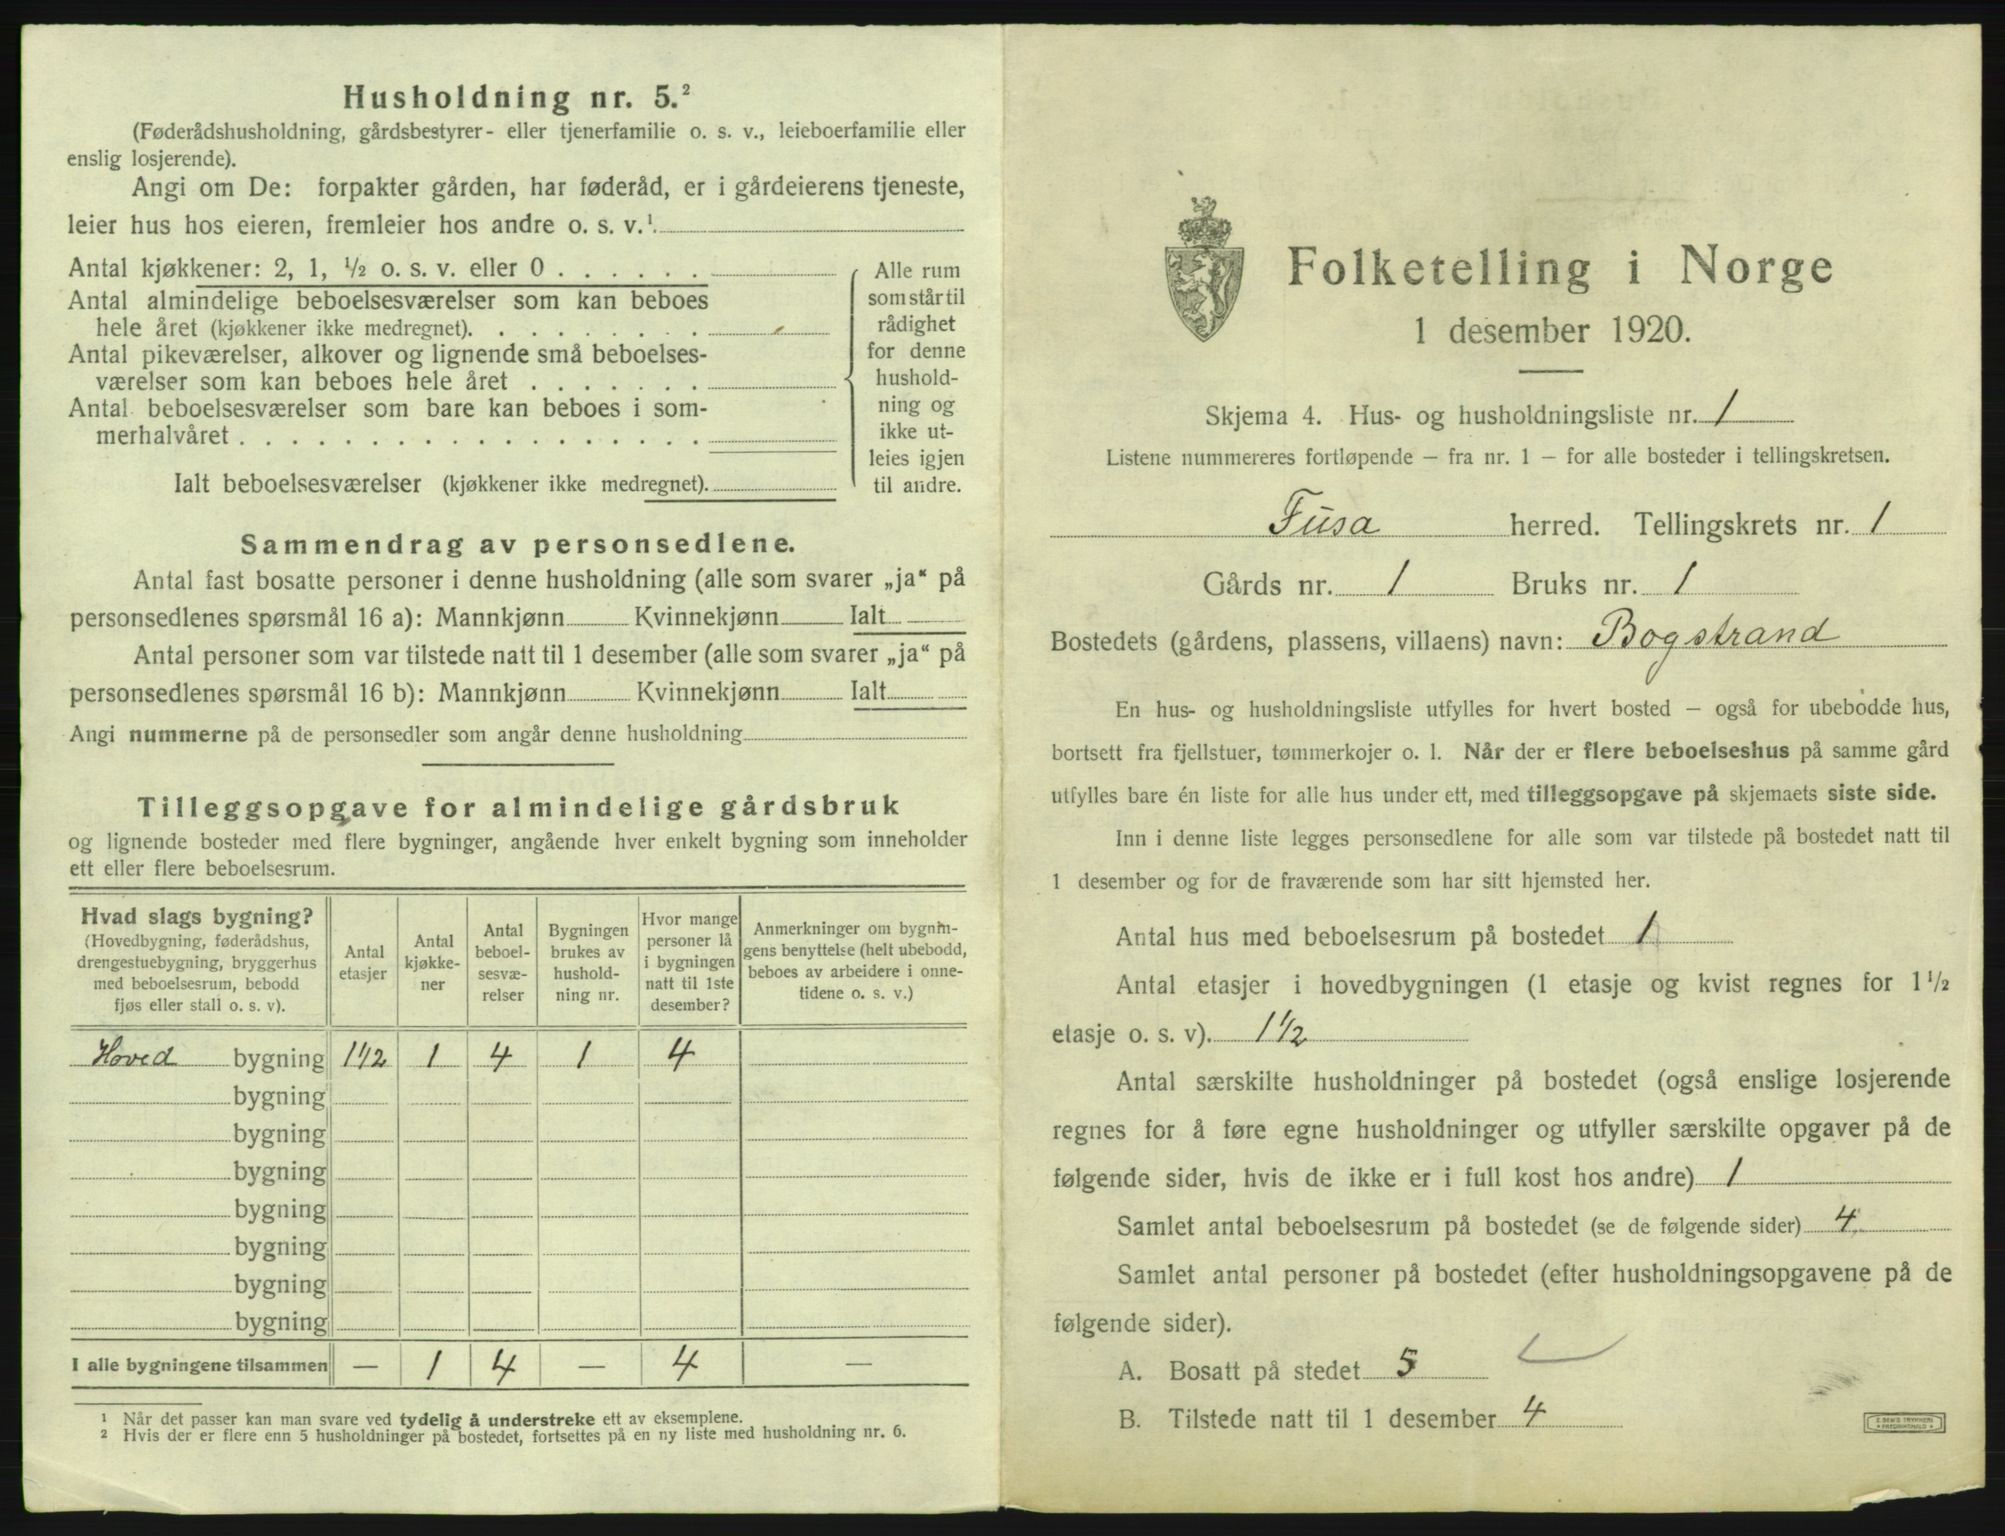 Husholdning nr. 5.²
(Føderådshusholdning, gårdsbestyrer- eller tjenerfamilie o. s. v., leieboerfamilie eller
enslig losjerende).
Angi om De: forpakter gården, har føderåd, er i gårdeierens tjeneste,
leier hus hos eieren, fremleier hos andre o. s. v.¹
Antal kjøkkener: 2, 1, ½ o. s. v. eller 0 . . . . . .
Antal almindelige beboelsesværelser som kan beboes
hele året (kjøkkener ikke medregnet). . . . . . . . .
Antal pikeværelser, alkover og lignende små beboelses-
værelser som kan beboes hele året . . . . . . .
Antal beboelsesværelser som bare kan beboes i som-
merhalvåret . . . . . . . . . . . . . . . . . .
Ialt beboelsesværelser (kjøkkener ikke medregnet).
Alle rum
som står til
rådighet
for denne
hushold-
ning og
ikke ut-
leies igjen
til andre.
Sammendrag av personsedlene.
Antal fast bosatte personer i denne husholdning (alle som svarer „ja“ på
personsedlenes spørsmål 16 a): Mannkjønn Kvinnekjønn Ialt
Antal personer som var tilstede natt til 1 desember (alle som svarer „ja“ på
personsedlenes spørsmål 16 b): Mannkjønn Kvinnekjønn Ialt
Angi nummerne på de personsedler som angår denne husholdning
Tilleggsopgave for almindelige gårdsbruk
og lignende bosteder med flere bygninger, angående hver enkelt bygning som inneholder
ett eller flere beboelsesrum.
Hvad slags bygning?
(Hovedbygning, føderådshus,
drengestuebygning, bryggerhus
med beboelsesrum, bebodd
fjøs eller stall o. s. v).
Antal
etasjer
Antal
kjøkke-
ner
Antal
beboel-
sesvæ-
relser
Bygningen
brukes av
hushold-
ning nr.
Hvor mange
personer lå
i bygningen
natt til 1ste
desember?
Anmerkninger om bygnin-
gens benyttelse (helt ubebodd,
beboes av arbeidere i onne-
tidene o. s. v.)
Hoved bygning 1½ 1 4 1 4
bygning
bygning
bygning
bygning
bygning
bygning
bygning
I alle bygningene tilsammen — 1 4 — 4 —
¹ Når det passer kan man svare ved tydelig å understreke ett av eksemplene.
² Hvis der er flere enn 5 husholdninger på bostedet, fortsettes på en ny liste med husholdning nr. 6.
Folketelling i Norge
1 desember 1920.
Skjema 4. Hus- og husholdningsliste nr. 1
Listene nummereres fortløpende – fra nr. 1 – for alle bosteder i tellingskretsen.
Fusa herred. Tellingskrets nr. 1
Gårds nr. 1 Bruks nr. 1
Bostedets (gårdens, plassens, villaens) navn: Bogstrand
En hus- og husholdningsliste utfylles for hvert bosted – også for ubebodde hus,
bortsett fra fjellstuer, tømmerkojer o. l. Når der er flere beboelseshus på samme gård
utfylles bare én liste for alle hus under ett, med tilleggsopgave på skjemaets siste side.
Inn i denne liste legges personsedlene for alle som var tilstede på bostedet natt til
1 desember og for de fraværende som har sitt hjemsted her.
Antal hus med beboelsesrum på bostedet 1
Antal etasjer i hovedbygningen (1 etasje og kvist regnes for 1½
etasje o. s. v). 1½
Antal særskilte husholdninger på bostedet (også enslige losjerende
regnes for å føre egne husholdninger og utfyller særskilte opgaver på de
følgende sider, hvis de ikke er i full kost hos andre) 1
Samlet antal beboelsesrum på bostedet (se de følgende sider) 4
Samlet antal personer på bostedet (efter husholdningsopgavene på de
følgende sider).
A. Bosatt på stedet 5
B. Tilstede natt til 1 desember 4